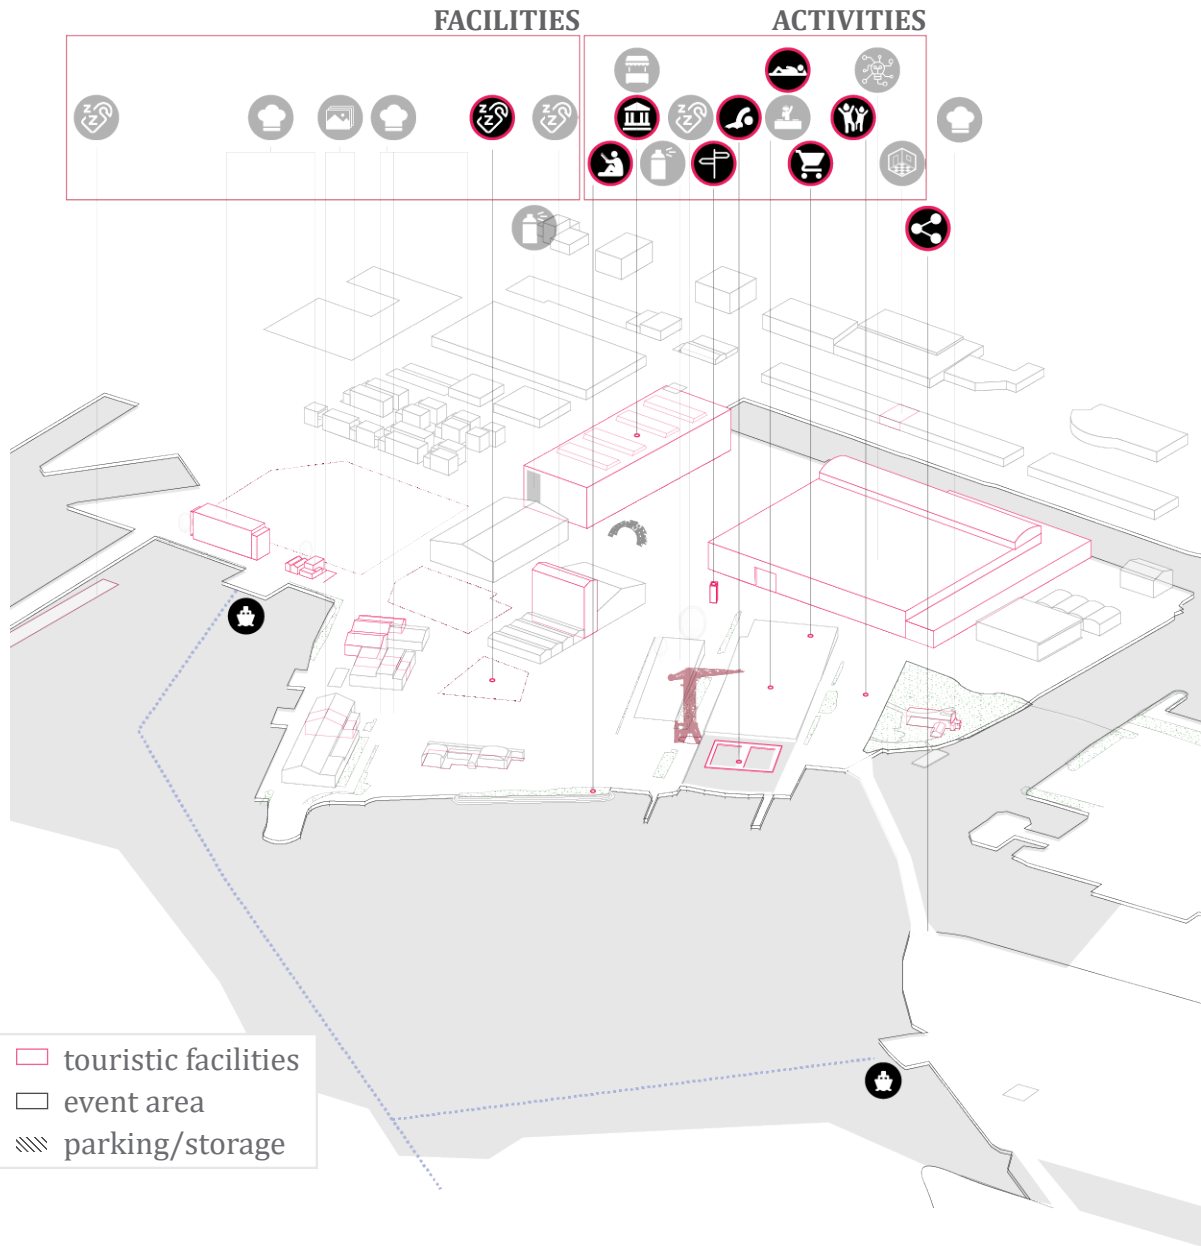 FACILITIES
ACTIVITIES
touristic facilities
event area
parking/storage